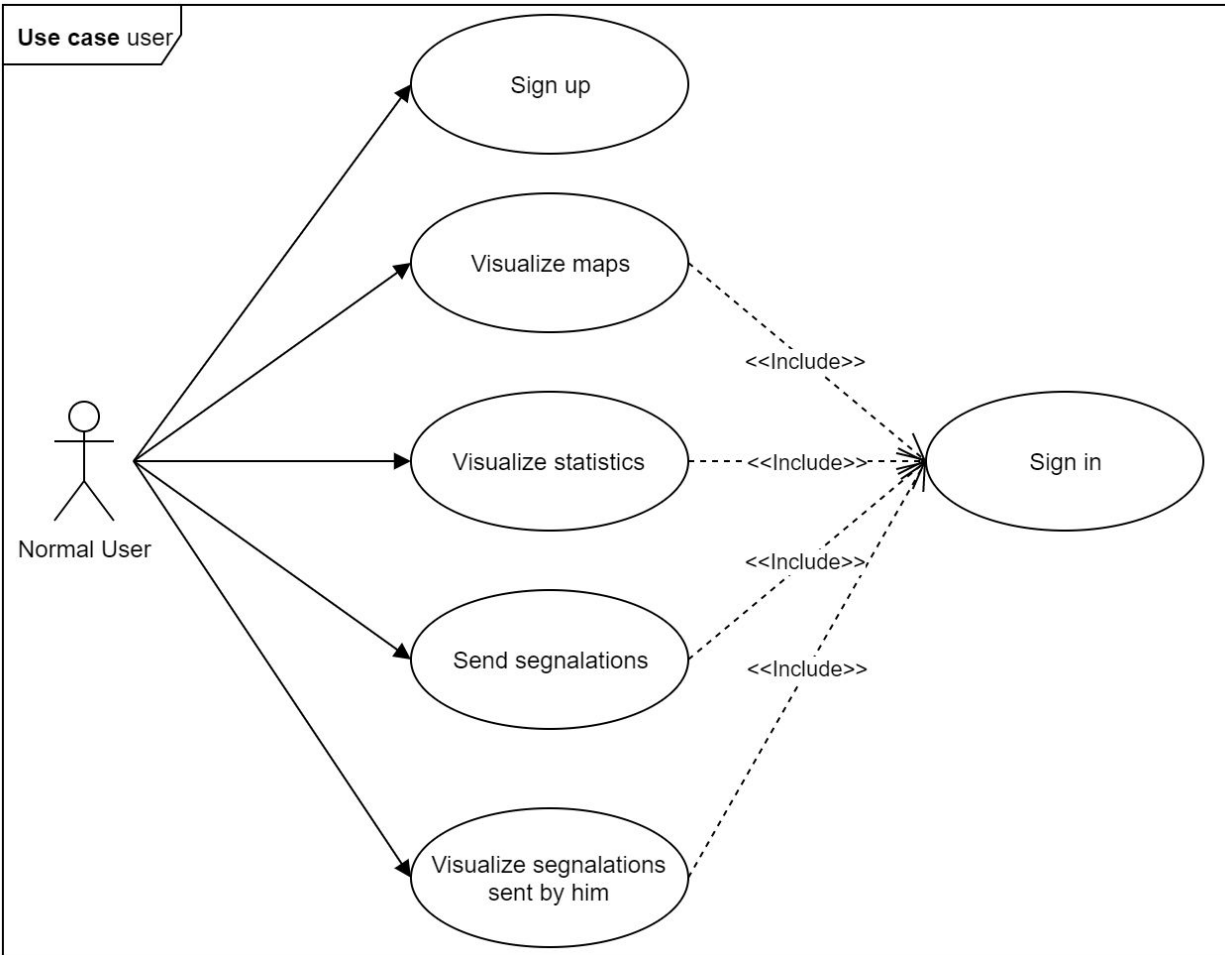 Use case user
Sign up
Visualize maps
<<Include>>
Visualize statistics
<<Include>>
Sign in
Normal User
<<Include>>
Send segnalations
<<Include>>
Visualize segnalations
sent by him